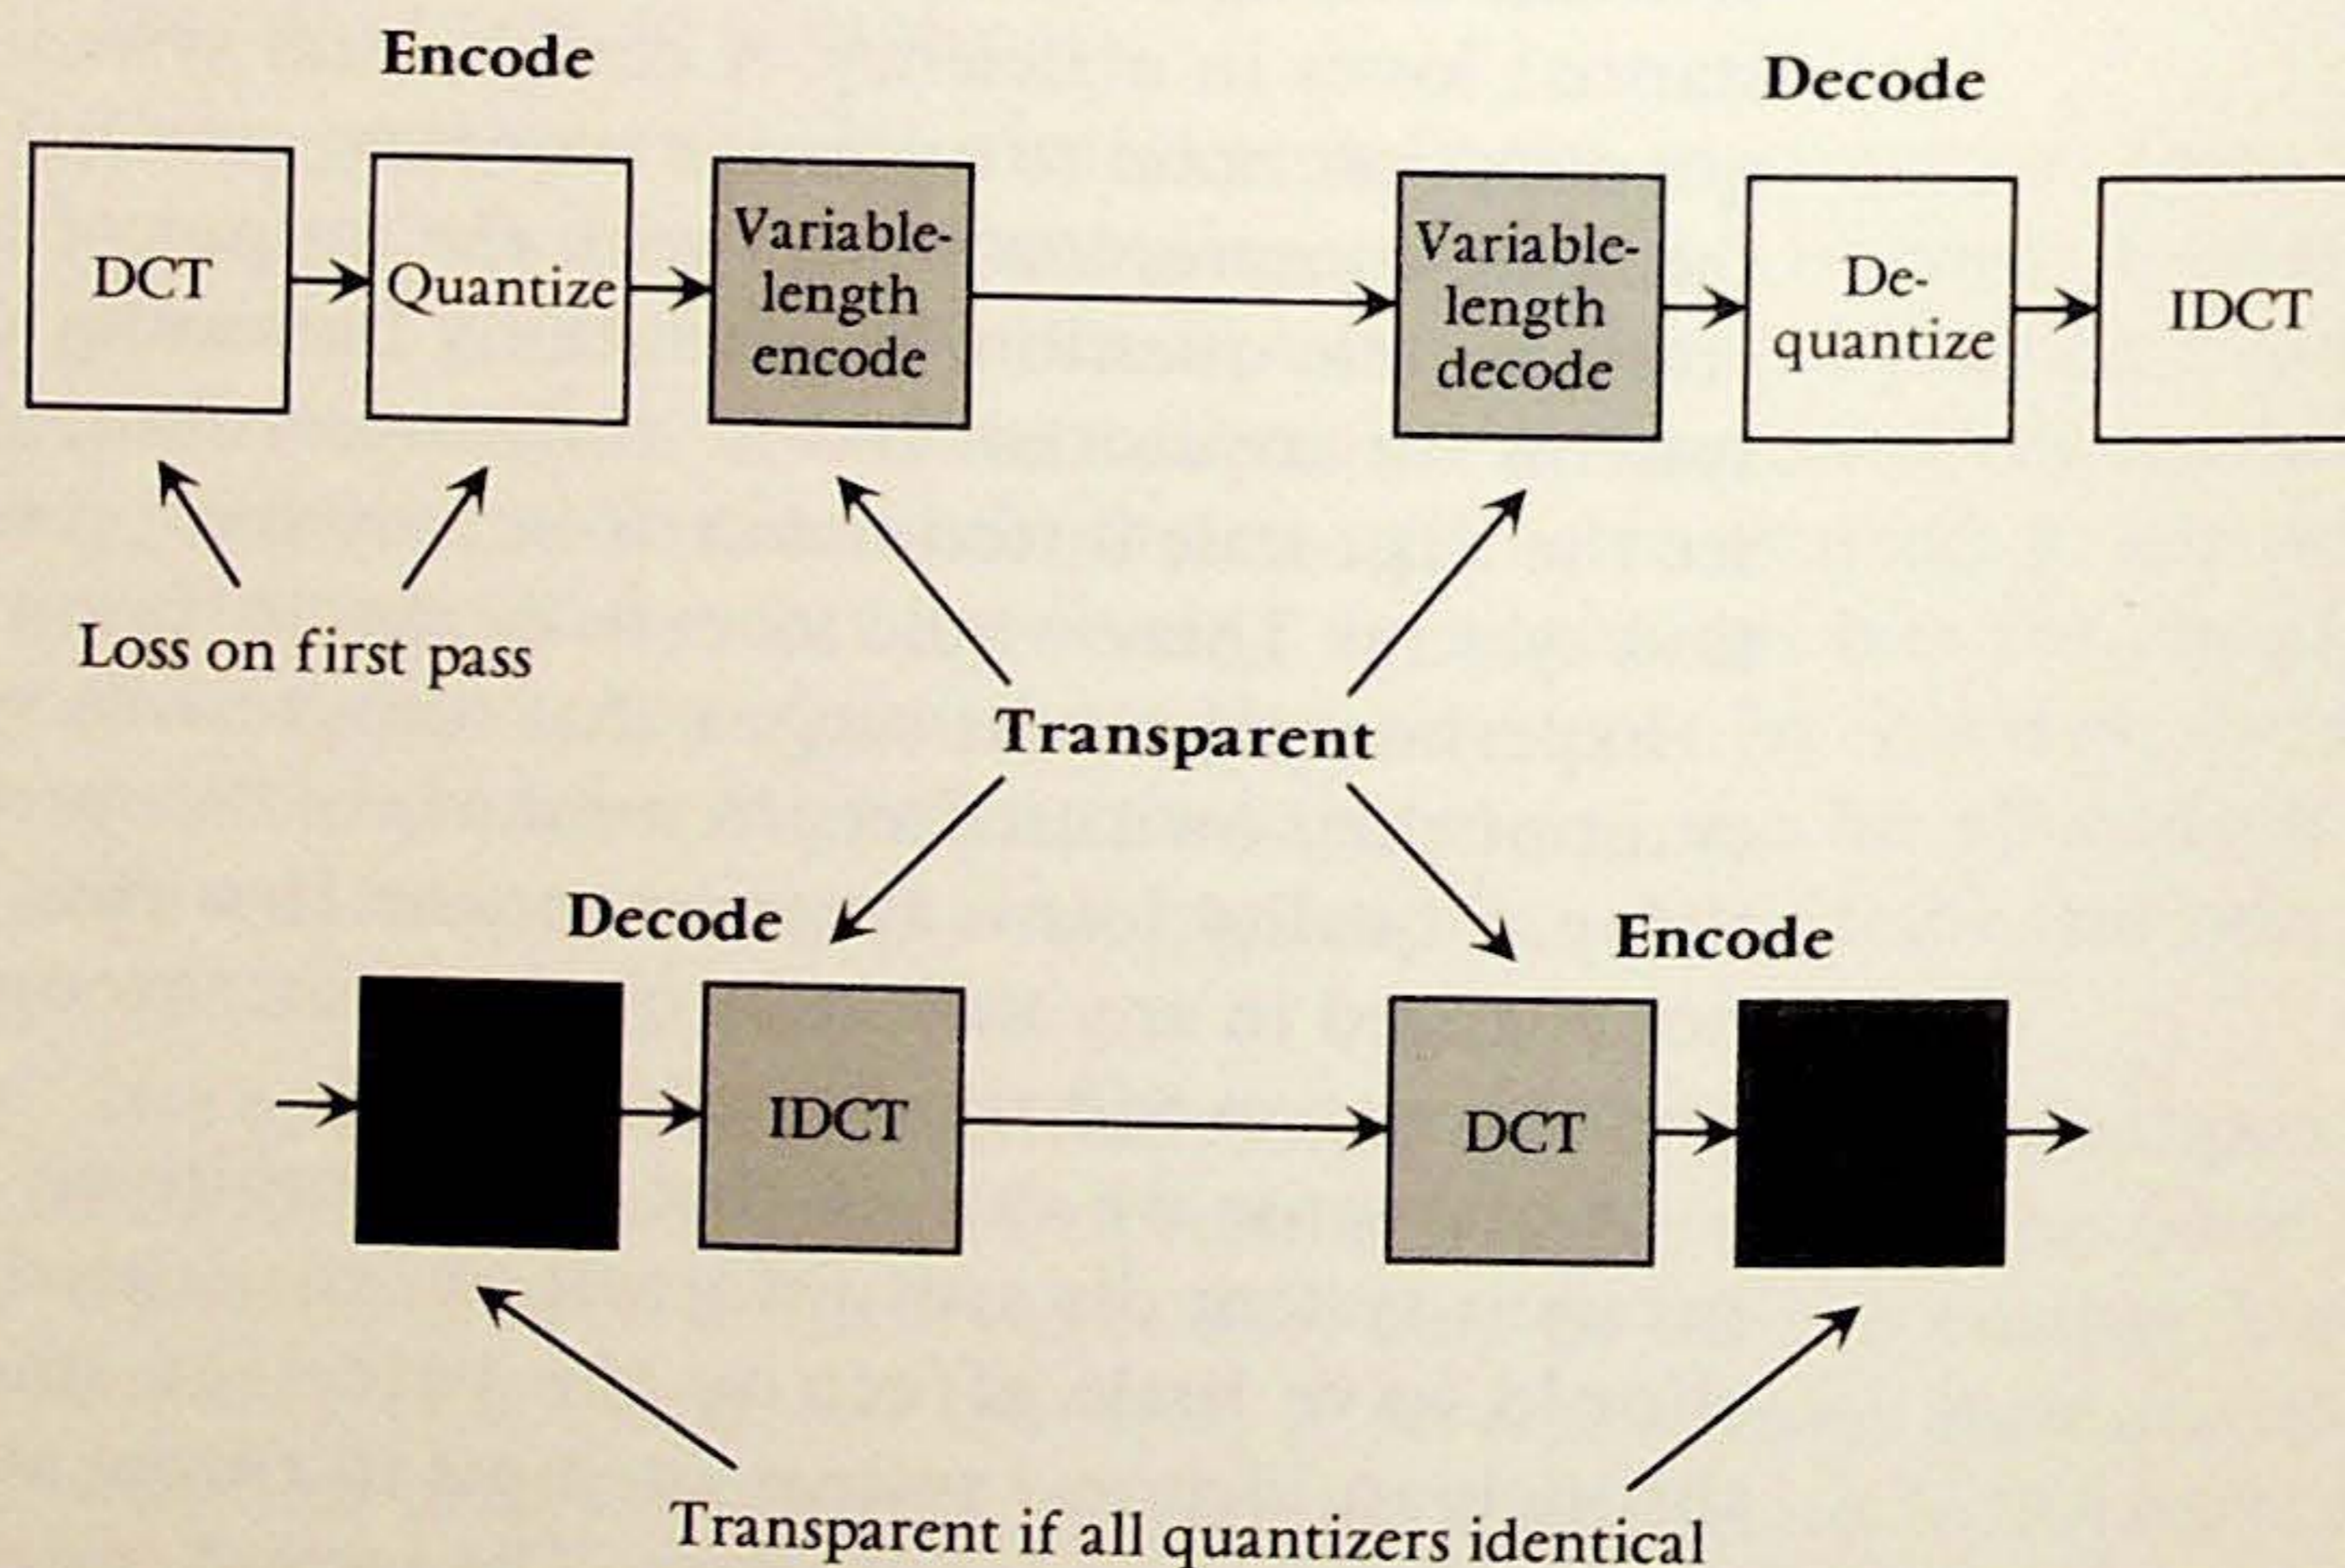 Encode
Decode
DCT
Quantize
Variable-
length
encode
Variable-
length
decode
De-
quantize
IDCT
Loss on first pass
Transparent
Decode
Encode
IDCT
DCT
Transparent if all quantizers identical